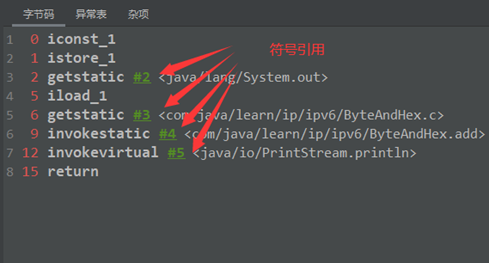 字节码 异常表 杂项
符号引用
1 0 iconst_1
2 1 istore_1
3 2 getstatic #2 <java/lang/System.out>
4 5 iload_1
5 6 getstatic #3 <com/java/learn/ip/ipv6/ByteAndHex.c>
6 9 invokestatic #4 <com/java/learn/ip/ipv6/ByteAndHex.add>
7 12 invokevirtual #5 <java/io/PrintStream.println>
8 15 return